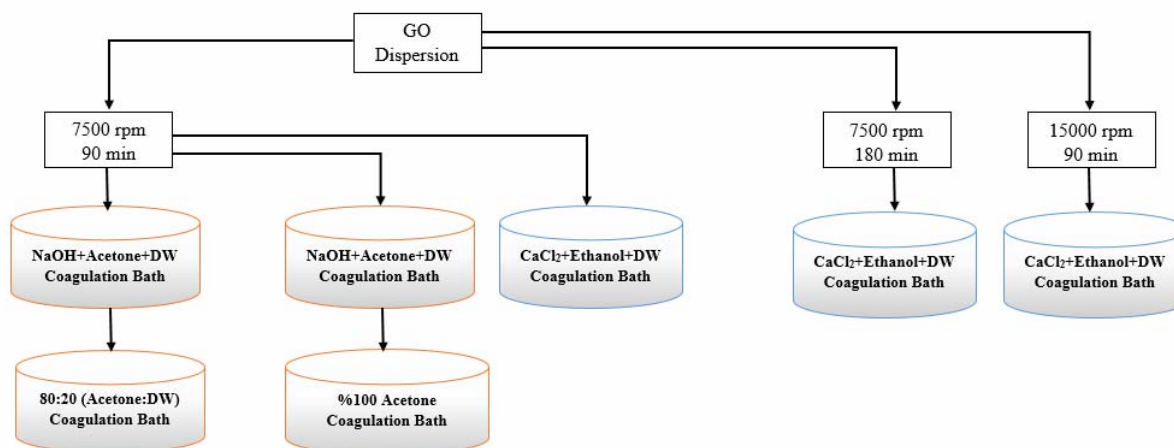 GO
Dispersion
7500 rpm
90 min
7500 rpm
180 min
15000 rpm
90 min
NaOH+Acetone+DW
Coagulation Bath
NaOH+Acetone+DW
Coagulation Bath
CaCl₂+Ethanol+DW
Coagulation Bath
CaCl₂+Ethanol+DW
Coagulation Bath
CaCl₂+Ethanol+DW
Coagulation Bath
80:20 (Acetone:DW)
Coagulation Bath
%100 Acetone
Coagulation Bath